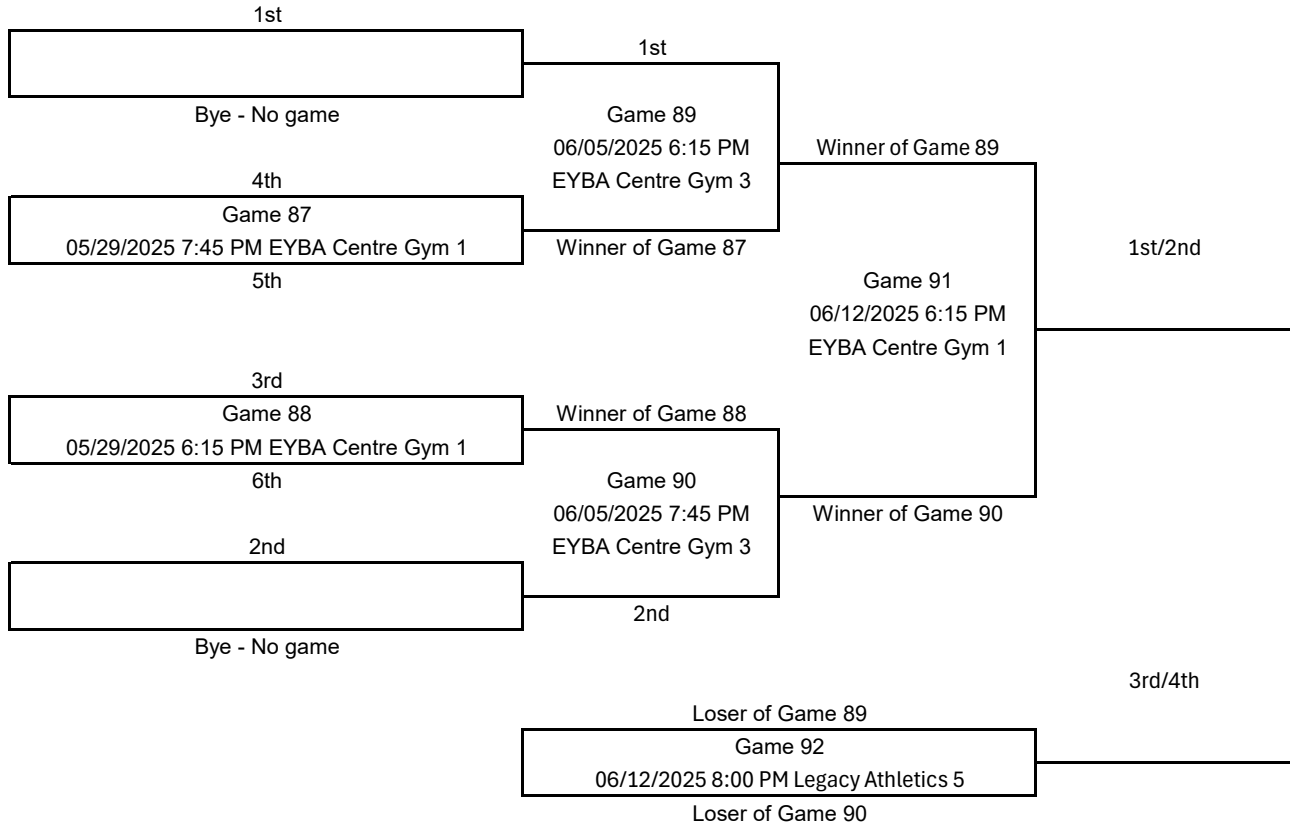 1st
Bye - No game
4th
Game 87
05/29/2025 7:45 PM EYBA Centre Gym 1
5th
3rd
Game 88
05/29/2025 6:15 PM EYBA Centre Gym 1
6th
2nd
Bye - No game
1st
Game 89
06/05/2025 6:15 PM
EYBA Centre Gym 3
Winner of Game 87
Winner of Game 88
Game 90
06/05/2025 7:45 PM
EYBA Centre Gym 3
2nd
Winner of Game 89
Game 91
06/12/2025 6:15 PM
EYBA Centre Gym 1
Winner of Game 90
1st/2nd
Loser of Game 89
Game 92
06/12/2025 8:00 PM Legacy Athletics 5
Loser of Game 90
3rd/4th